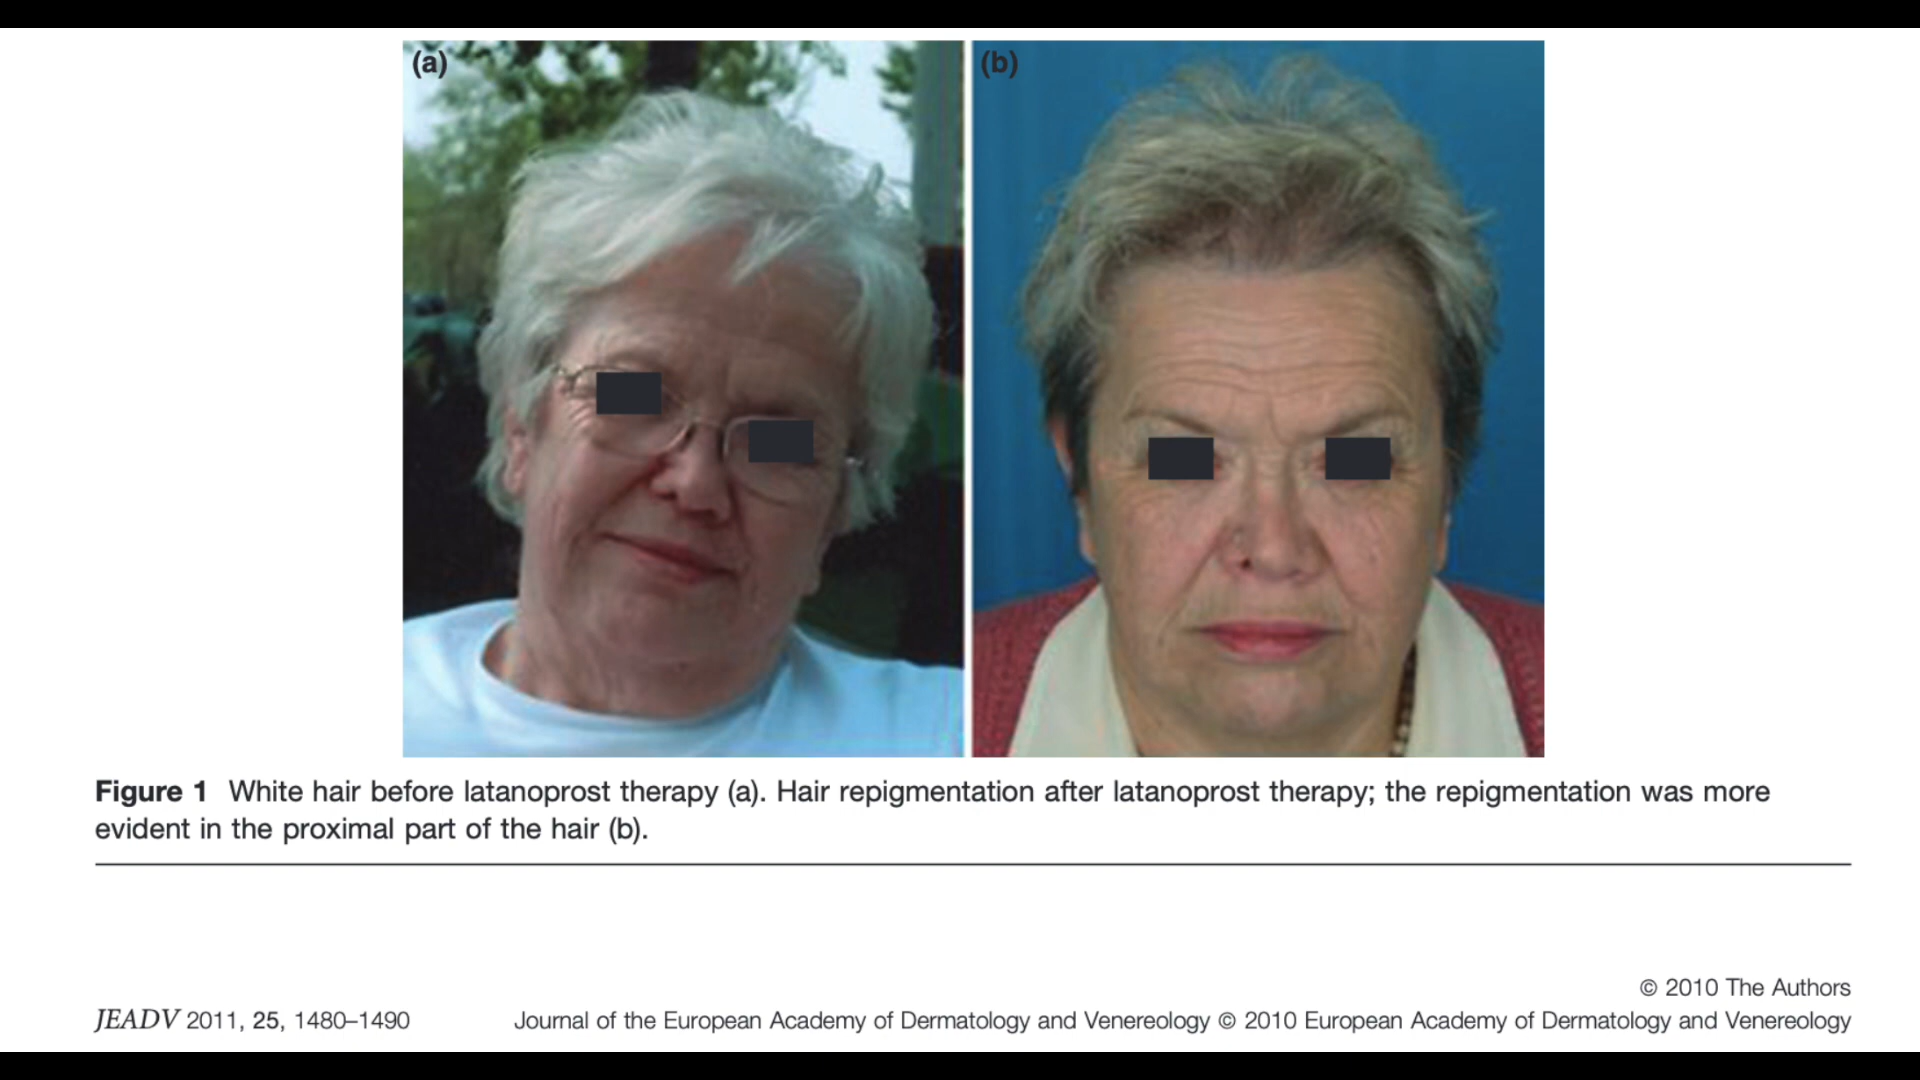 (a)
(b)
Figure 1 White hair before latanoprost therapy (a). Hair repigmentation after latanoprost therapy; the repigmentation was more
evident in the proximal part of the hair (b).
© 2010 The Authors
JEADV 2011, 25, 1480–1490
Journal of the European Academy of Dermatology and Venereology © 2010 European Academy of Dermatology and Venereology